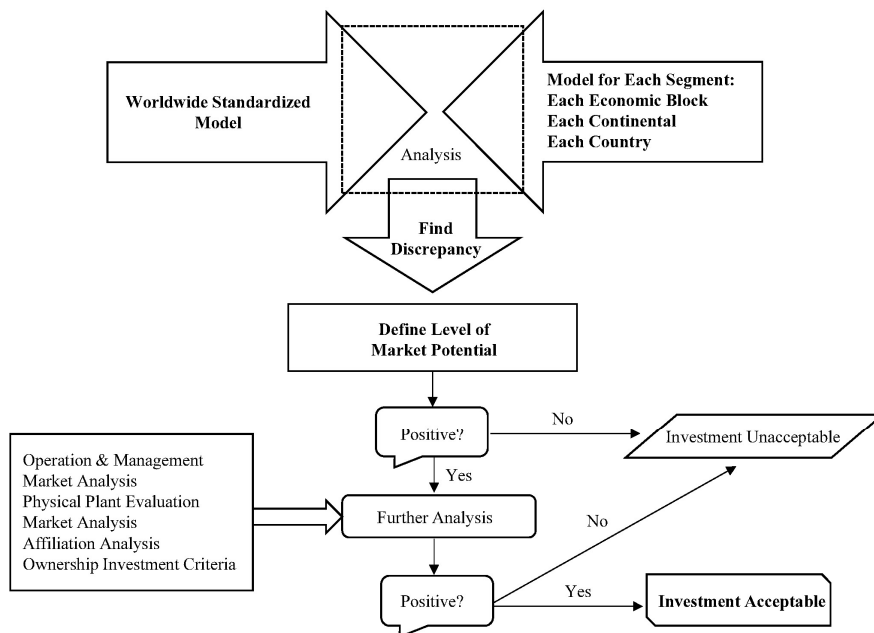 Worldwide Standardized
Model
Model for Each Segment:
Each Economic Block
Each Continental
Each Country
Analysis
Find
Discrepancy
Define Level of
Market Potential
Positive?
No
Investment Unacceptable
Yes
Operation & Management
Market Analysis
Physical Plant Evaluation
Market Analysis
Affiliation Analysis
Ownership Investment Criteria
Further Analysis
No
Positive?
Yes
Investment Acceptable